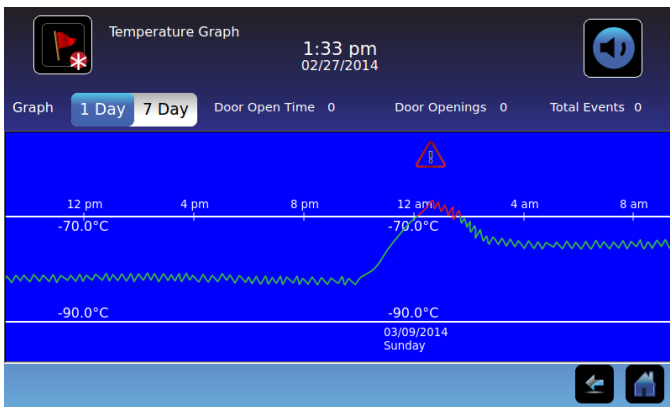 Temperature Graph
1:33 pm
02/27/2014
Graph 1 Day 7 Day Door Open Time 0 Door Openings 0 Total Events 0
12 pm 4 pm 8 pm 12 am 4 am 8 am
-70.0°C -70.0°C
-90.0°C -90.0°C
03/09/2014
Sunday